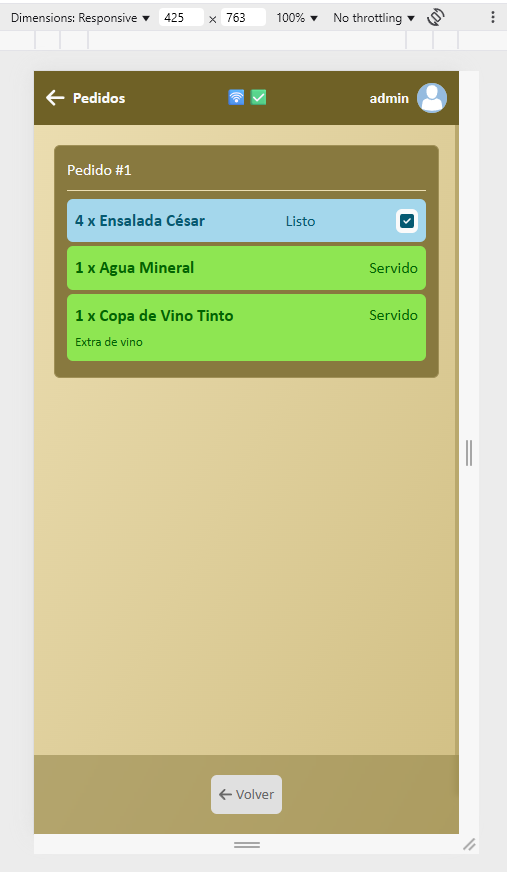 Dimensions: Responsive ▼ 425 × 763 100% ▼ No throttling ▼
Pedidos admin
Pedido #1
4 x Ensalada César Listo
1 x Agua Mineral Servido
1 x Copa de Vino Tinto Servido
Extra de vino
Volver